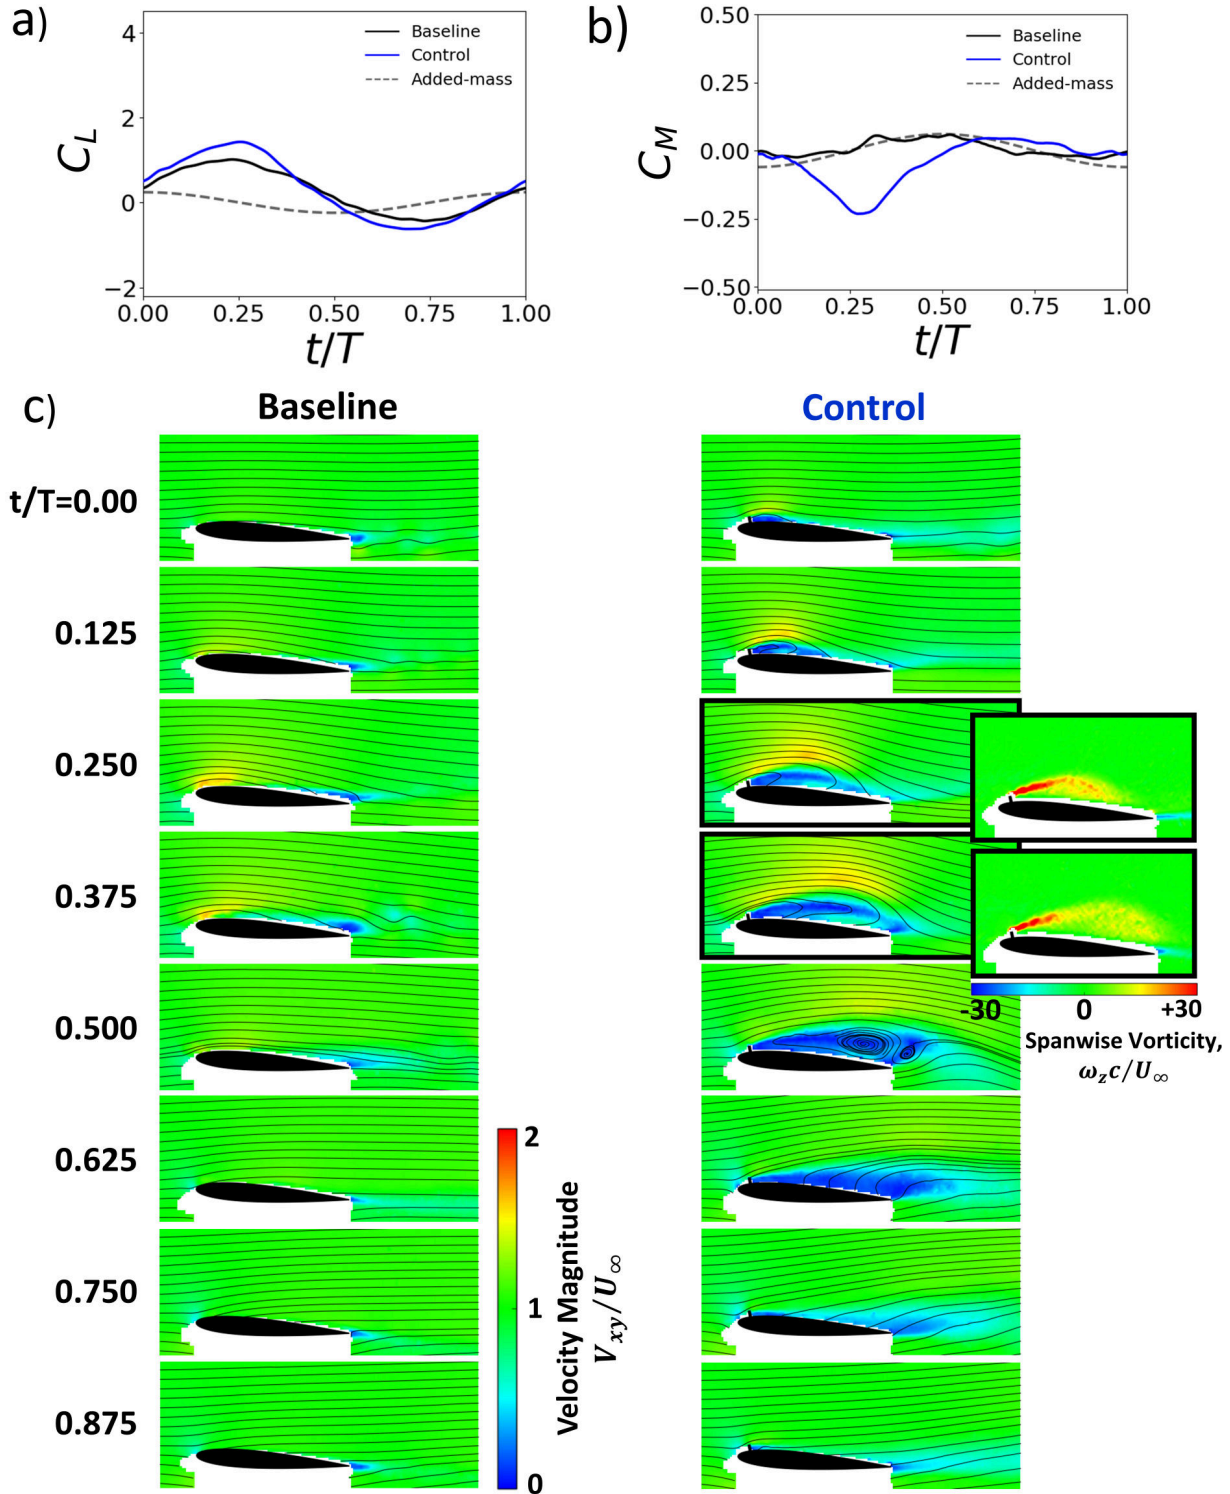 a)
4
2
0
−2
C_L
0.00 0.25 0.50 0.75 1.00
t/T
Baseline
Control
Added-mass
b)
0.50
0.25
0.00
−0.25
−0.50
C_M
0.00 0.25 0.50 0.75 1.00
t/T
Baseline
Control
Added-mass
c)
Baseline
Control
t/T=0.00
0.125
0.250
0.375
0.500
0.625
0.750
0.875
-30 0 +30
Spanwise Vorticity,
ω_z c/U_∞
2
1
0
Velocity Magnitude
V_xy/U_∞